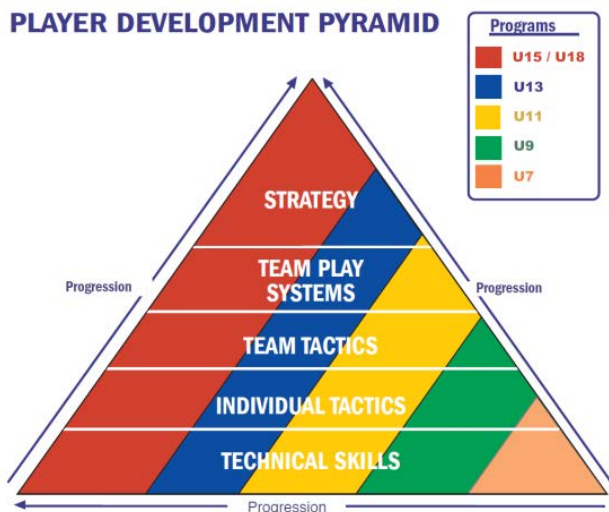 PLAYER DEVELOPMENT PYRAMID
Programs
U15 / U18
U13
U11
U9
U7
STRATEGY
TEAM PLAY
SYSTEMS
Progression
Progression
TEAM TACTICS
INDIVIDUAL TACTICS
TECHNICAL SKILLS
Progression